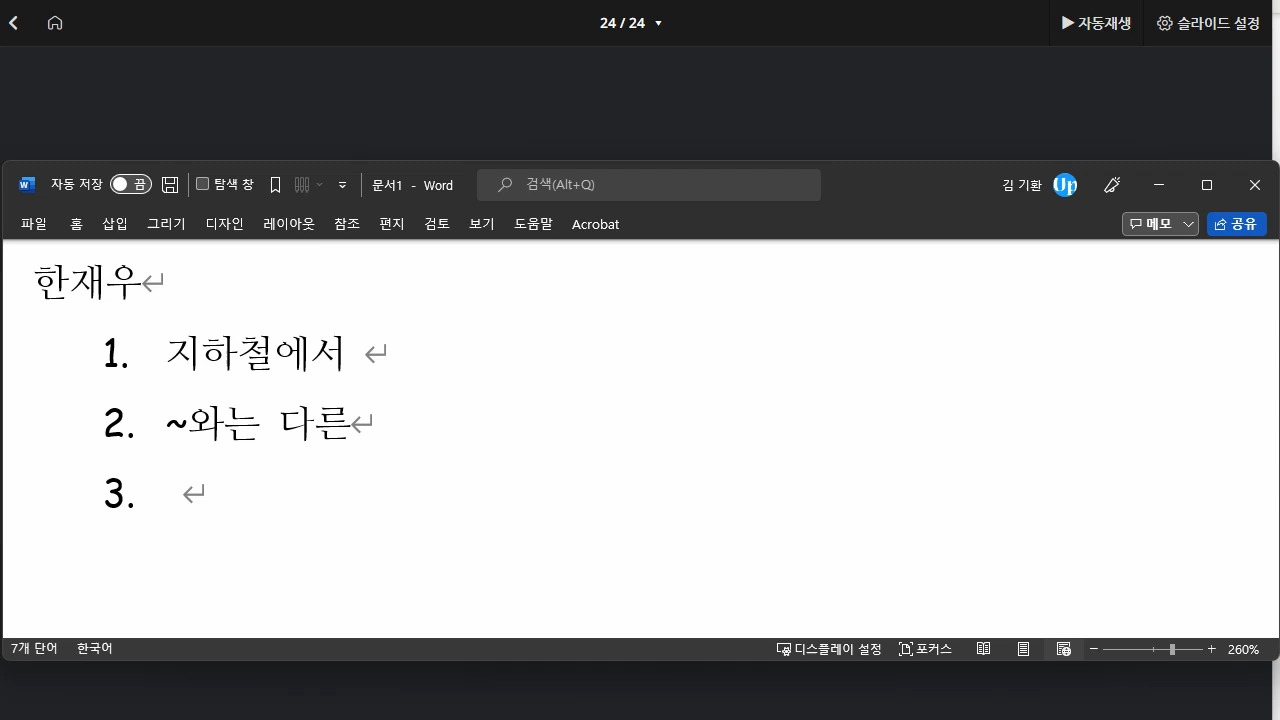 24 / 24
자동재생
슬라이드 설정
자동 저장 끔 탐색 창 문서1 - Word 검색(Alt+Q) 김 기환 Up
파일 홈 삽입 그리기 디자인 레이아웃 참조 편지 검토 보기 도움말 Acrobat 메모 공유
한재우
1. 지하철에서
2. ~와는 다른
3.
7개 단어 한국어 디스플레이 설정 포커스 260%